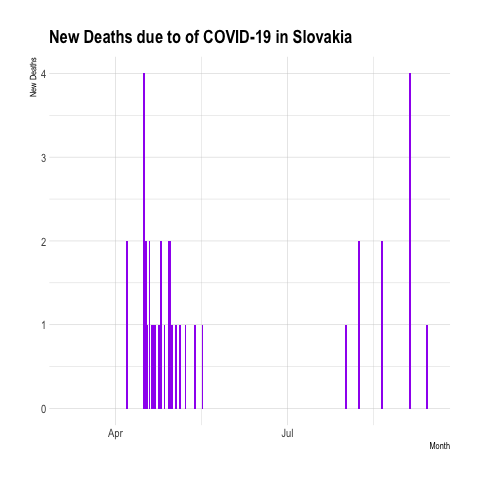 New Deaths due to of COVID-19 in Slovakia
New Deaths
4
3
2
1
0
Apr
Jul
Month